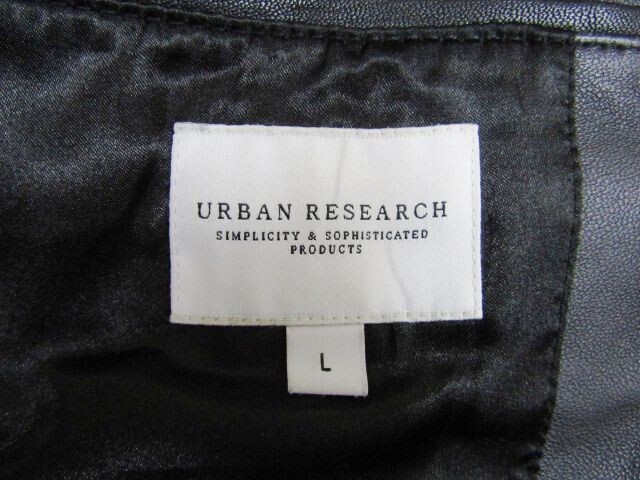 URBAN RESEARCH
SIMPLICITY & SOPHISTICATED
PRODUCTS
L